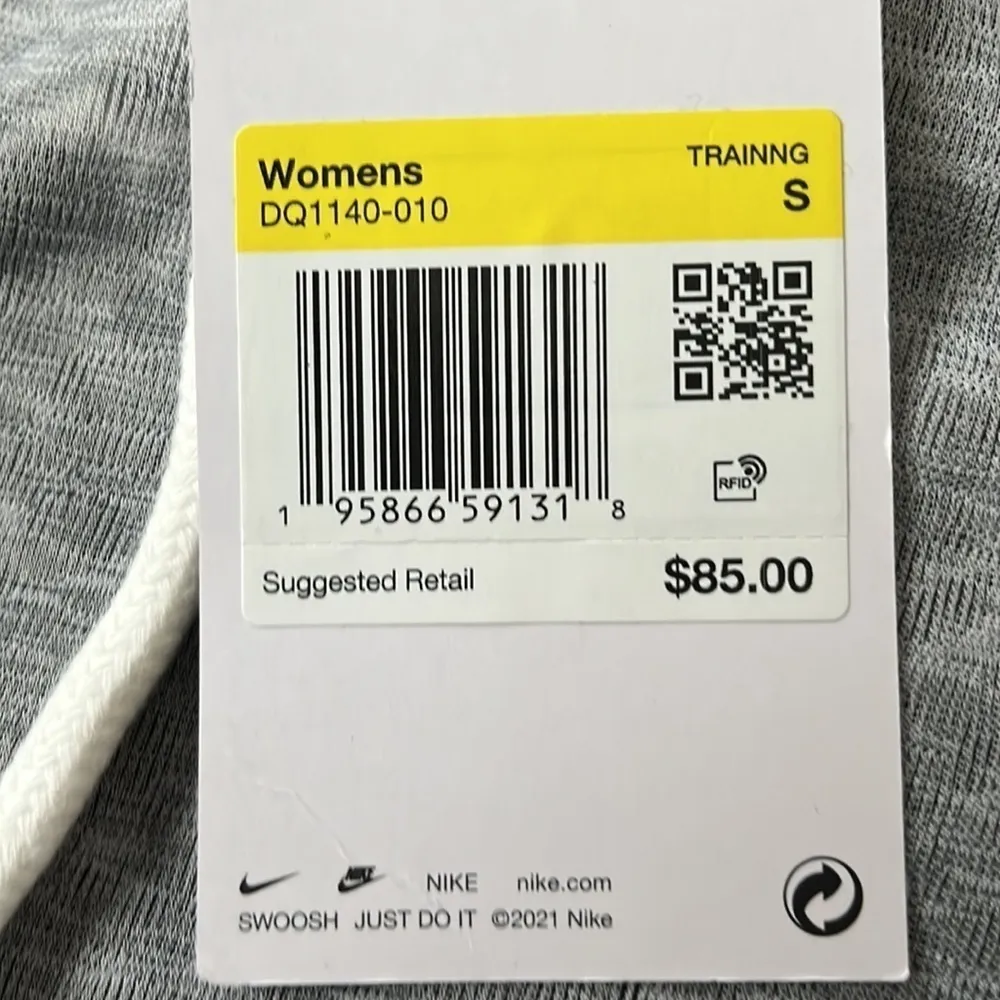 Womens
TRAINNG
DQ1140-010
S
1 95866 59131 8
RFID
Suggested Retail
$85.00
NIKE
NIKE nike.com
SWOOSH JUST DO IT ©2021 Nike